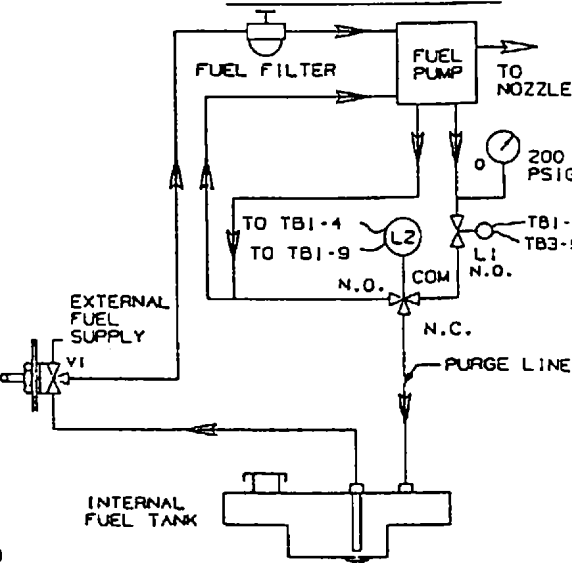 FUEL FILTER
FUEL
PUMP
TO
NOZZLE
0
200
PSIG
TO TB1-4
TO TB1-9
L2
TB1-
TB3-
L1
N.O.
N.O.
COM
N.C.
EXTERNAL
FUEL
SUPPLY
V1
PURGE LINE
INTERNAL
FUEL TANK